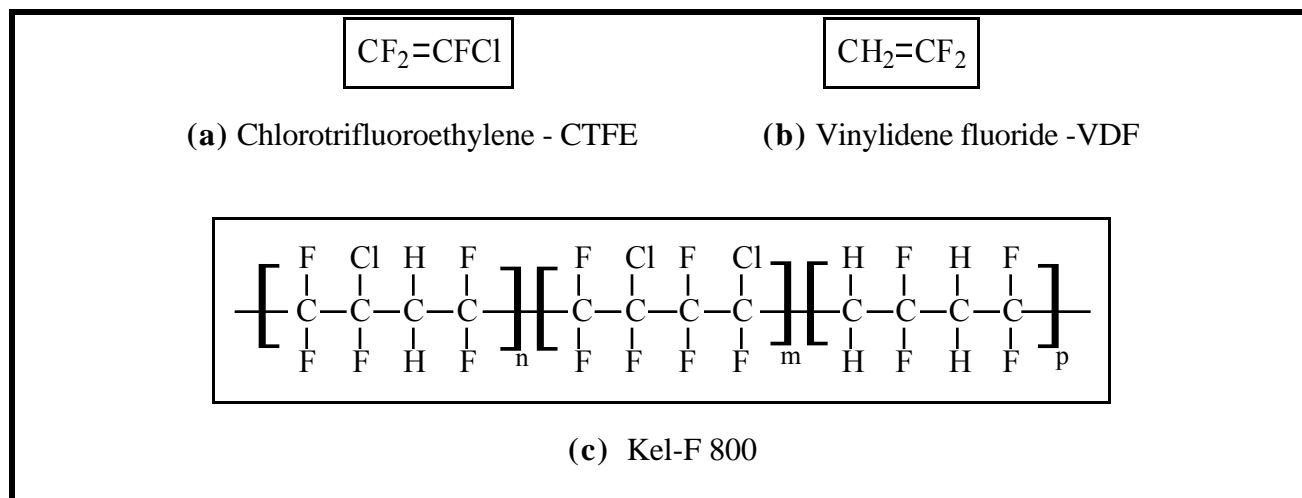 CF2=CFCl CH2=CF2
(a) Chlorotrifluoroethylene - CTFE (b) Vinylidene fluoride -VDF
F Cl H F F Cl F Cl H F H F
C C C C C C C C C C C C
F F H F F F F F H F H F
n m p
(c) Kel-F 800